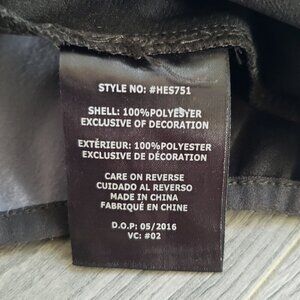 STYLE NO: #HES751
SHELL: 100%POLYESTER
EXCLUSIVE OF DECORATION
EXTÉRIEUR: 100%POLYESTER
EXCLUSIVE DE DÉCORATION
CARE ON REVERSE
CUIDADO AL REVERSO
MADE IN CHINA
FABRIQUÉ EN CHINE
D.O.P: 05/2016
VC: #02